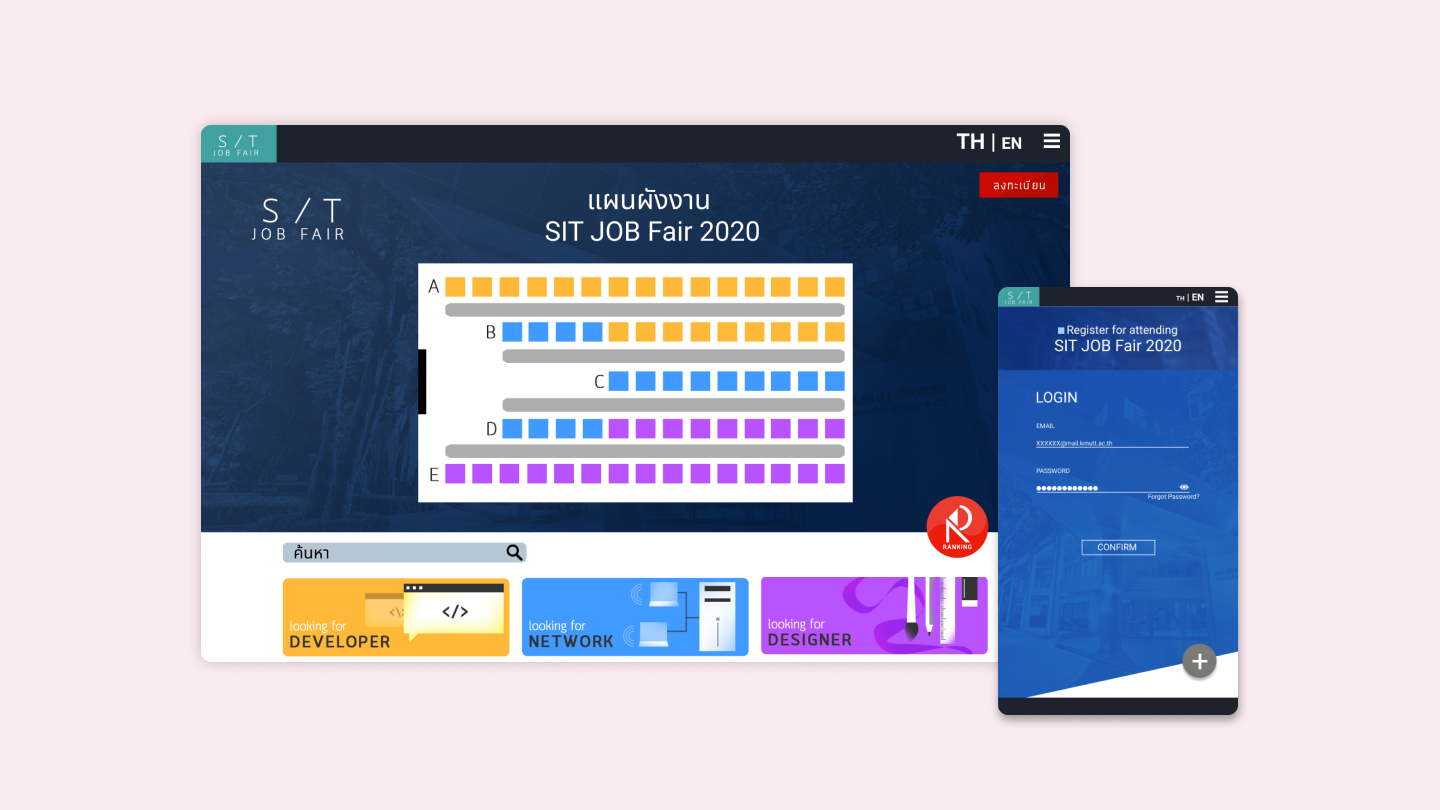 S / T
JOB FAIR
TH | EN
ลงทะเบียน
S / T
JOB FAIR
แผนผังงาน
SIT JOB Fair 2020
A
B
C
D
E
RANKING
ค้นหา
</>
looking for
DEVELOPER
looking for
NETWORK
looking for
DESIGNER
S / T
JOB FAIR
TH | EN
Register for attending
SIT JOB Fair 2020
LOGIN
EMAIL
XXXXXX@mail.kmutt.ac.th
PASSWORD
Forgot Password?
CONFIRM